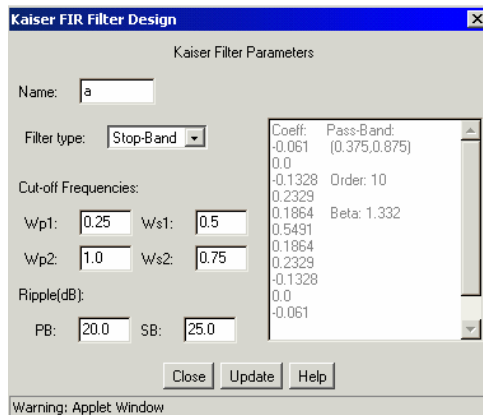 Kaiser FIR Filter Design
Kaiser Filter Parameters
Name: a
Filter type: Stop-Band
Cut-off Frequencies:
Wp1: 0.25 Ws1: 0.5
Wp2: 1.0 Ws2: 0.75
Ripple(dB):
PB: 20.0 SB: 25.0
Coeff: Pass-Band:
-0.061 (0.375,0.875)
0.0
-0.1328 Order: 10
0.2329
0.1864 Beta: 1.332
0.5491
0.1864
0.2329
-0.1328
0.0
-0.061
Close Update Help
Warning: Applet Window